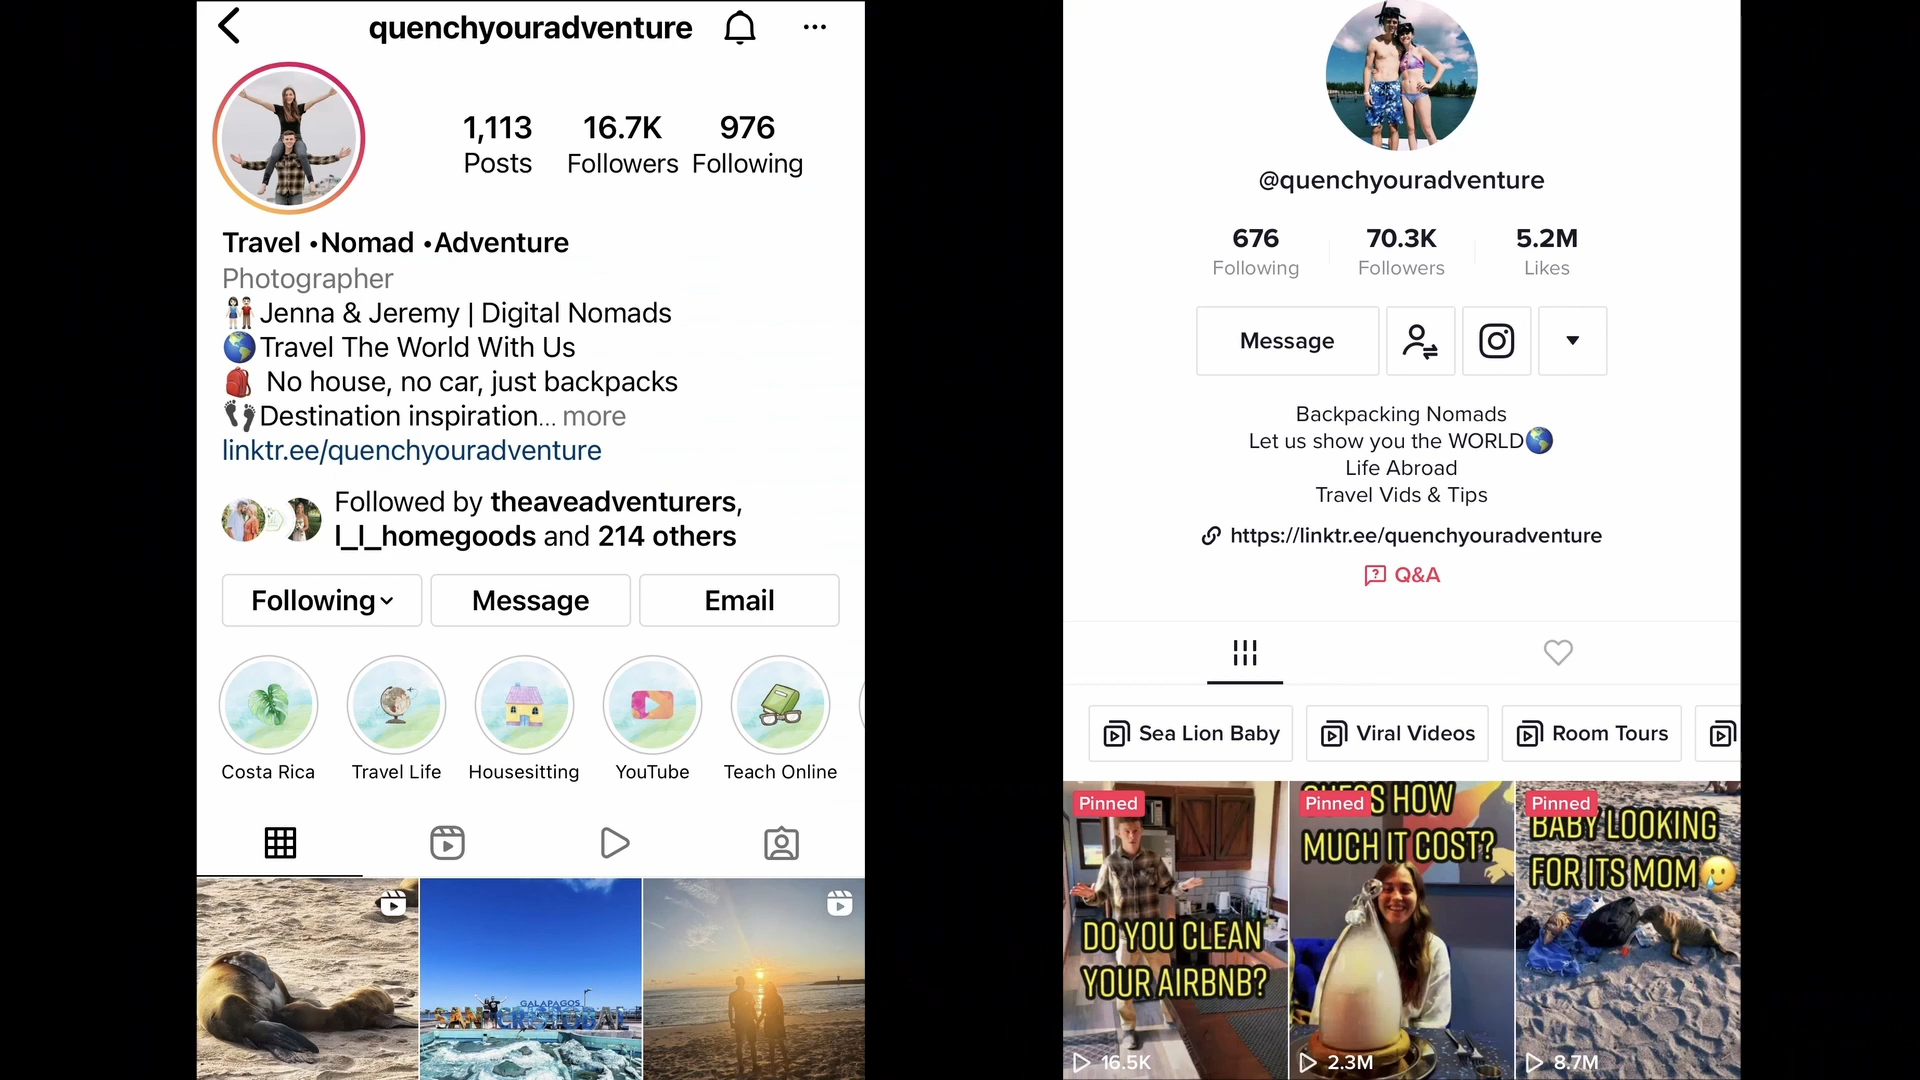 quenchyouradventure
1,113
Posts
16.7K
Followers
976
Following
Travel •Nomad •Adventure
Photographer
Jenna & Jeremy | Digital Nomads
Travel The World With Us
No house, no car, just backpacks
Destination inspiration... more
linktr.ee/quenchyouradventure
Followed by theaveadventurers,
l_l_homegoods and 214 others
Following
Message
Email
Costa Rica
Travel Life
Housesitting
YouTube
Teach Online
GALAPAGOS
SAN CRISTOBAL
@quenchyouradventure
676
Following
70.3K
Followers
5.2M
Likes
Message
Backpacking Nomads
Let us show you the WORLD
Life Abroad
Travel Vids & Tips
https://linktr.ee/quenchyouradventure
Q&A
Sea Lion Baby
Viral Videos
Room Tours
Pinned
DO YOU CLEAN
YOUR AIRBNB?
16.5K
Pinned
GUESS HOW
MUCH IT COST?
2.3M
Pinned
BABY LOOKING
FOR ITS MOM
8.7M